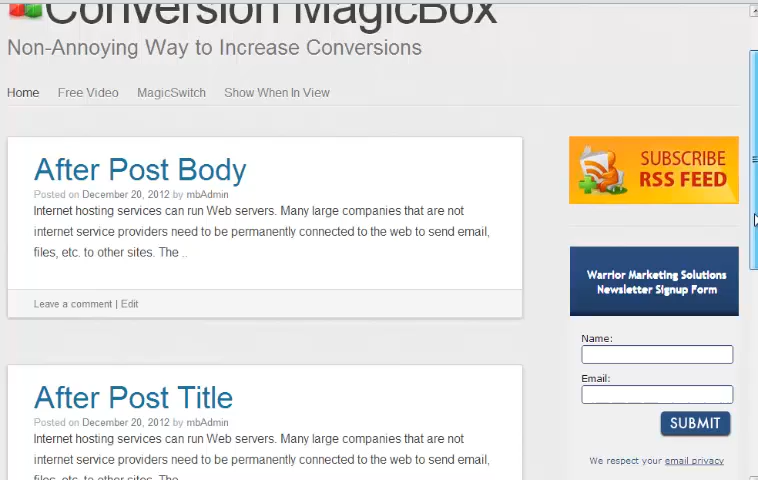 Conversion MagicBox
Non-Annoying Way to Increase Conversions
Home Free Video MagicSwitch Show When In View
After Post Body
Posted on December 20, 2012 by mbAdmin
Internet hosting services can run Web servers. Many large companies that are not
internet service providers need to be permanently connected to the web to send email,
files, etc. to other sites. The ..
Leave a comment | Edit
After Post Title
Posted on December 20, 2012 by mbAdmin
Internet hosting services can run Web servers. Many large companies that are not
internet service providers need to be permanently connected to the web to send email,
files, etc. to other sites. The
SUBSCRIBE
RSS FEED
Warrior Marketing Solutions
Newsletter Signup Form
Name:
Email:
SUBMIT
We respect your email privacy